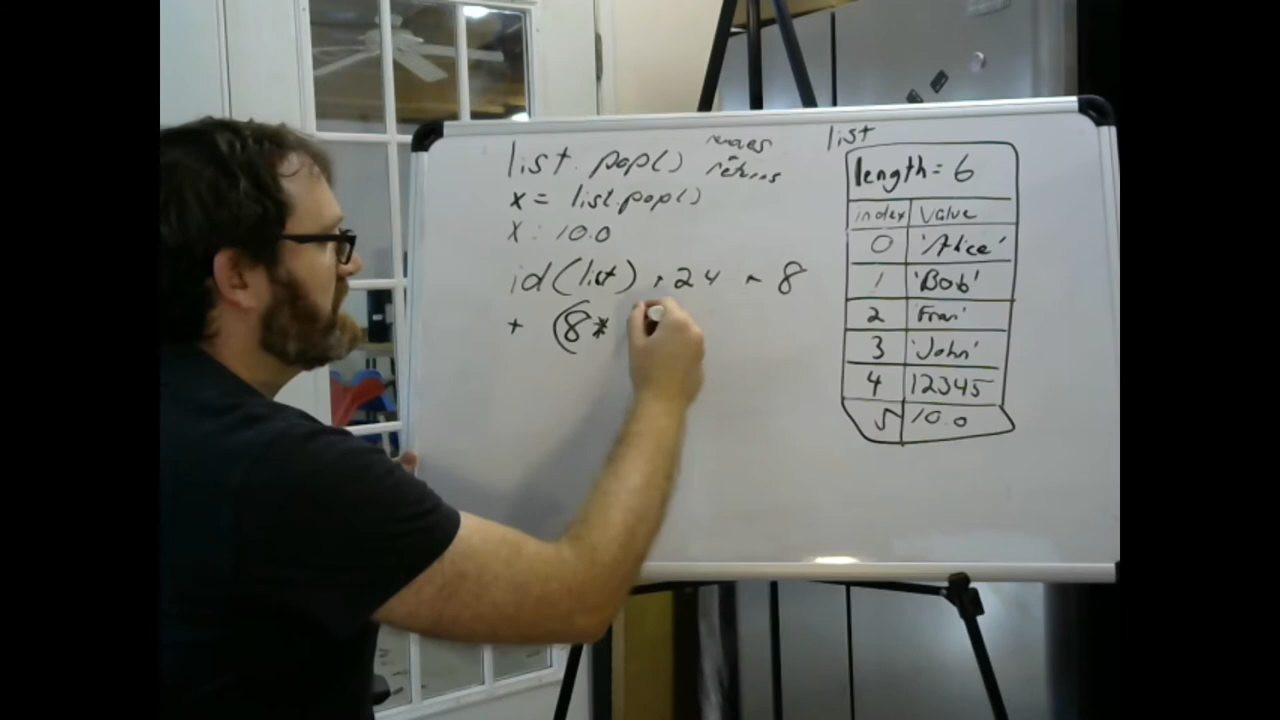 list.pop() removes
returns
x = list.pop()
x : 10.0
id(list) + 24 - 8
+ (8*
list
length = 6
index value
0 'Alice'
1 'Bob'
2 'Fran'
3 'John'
4 12345
5 10.0